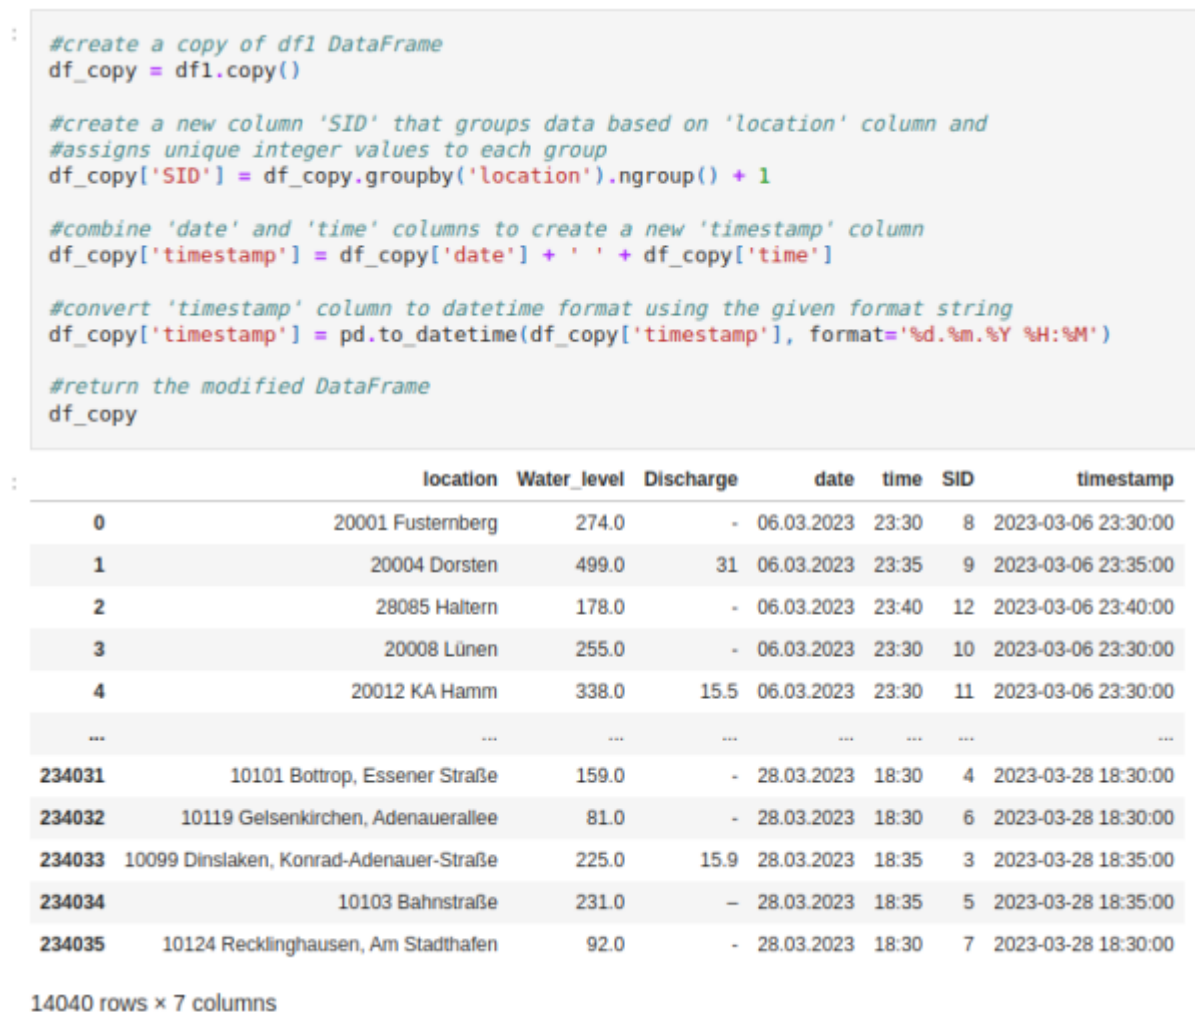 :
#create a copy of df1 DataFrame
df_copy = df1.copy()
#create a new column 'SID' that groups data based on 'location' column and
#assigns unique integer values to each group
df_copy['SID'] = df_copy.groupby('location').ngroup() + 1
#combine 'date' and 'time' columns to create a new 'timestamp' column
df_copy['timestamp'] = df_copy['date'] + ' ' + df_copy['time']
#convert 'timestamp' column to datetime format using the given format string
df_copy['timestamp'] = pd.to_datetime(df_copy['timestamp'], format='%d.%m.%Y %H:%M')
#return the modified DataFrame
df_copy
:
location Water_level Discharge date time SID timestamp
0 20001 Fusternberg 274.0 - 06.03.2023 23:30 8 2023-03-06 23:30:00
1 20004 Dorsten 499.0 31 06.03.2023 23:35 9 2023-03-06 23:35:00
2 28085 Haltern 178.0 - 06.03.2023 23:40 12 2023-03-06 23:40:00
3 20008 Lünen 255.0 - 06.03.2023 23:30 10 2023-03-06 23:30:00
4 20012 KA Hamm 338.0 15.5 06.03.2023 23:30 11 2023-03-06 23:30:00
... ... ... ... ... ... ... ...
234031 10101 Bottrop, Essener Straße 159.0 - 28.03.2023 18:30 4 2023-03-28 18:30:00
234032 10119 Gelsenkirchen, Adenauerallee 81.0 - 28.03.2023 18:30 6 2023-03-28 18:30:00
234033 10099 Dinslaken, Konrad-Adenauer-Straße 225.0 15.9 28.03.2023 18:35 3 2023-03-28 18:35:00
234034 10103 Bahnstraße 231.0 – 28.03.2023 18:35 5 2023-03-28 18:35:00
234035 10124 Recklinghausen, Am Stadthafen 92.0 - 28.03.2023 18:30 7 2023-03-28 18:30:00
14040 rows × 7 columns